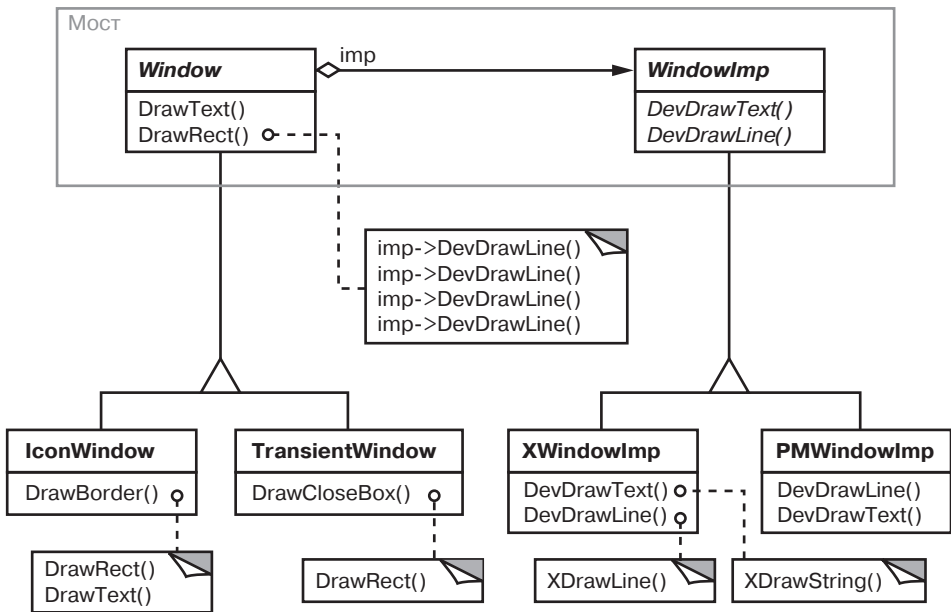 Мост
imp
Window
DrawText()
DrawRect()
WindowImp
DevDrawText()
DevDrawLine()
imp->DevDrawLine()
imp->DevDrawLine()
imp->DevDrawLine()
imp->DevDrawLine()
IconWindow
DrawBorder()
TransientWindow
DrawCloseBox()
XWindowImp
DevDrawText()
DevDrawLine()
PMWindowImp
DevDrawLine()
DevDrawText()
DrawRect()
DrawText()
DrawRect()
XDrawLine()
XDrawString()